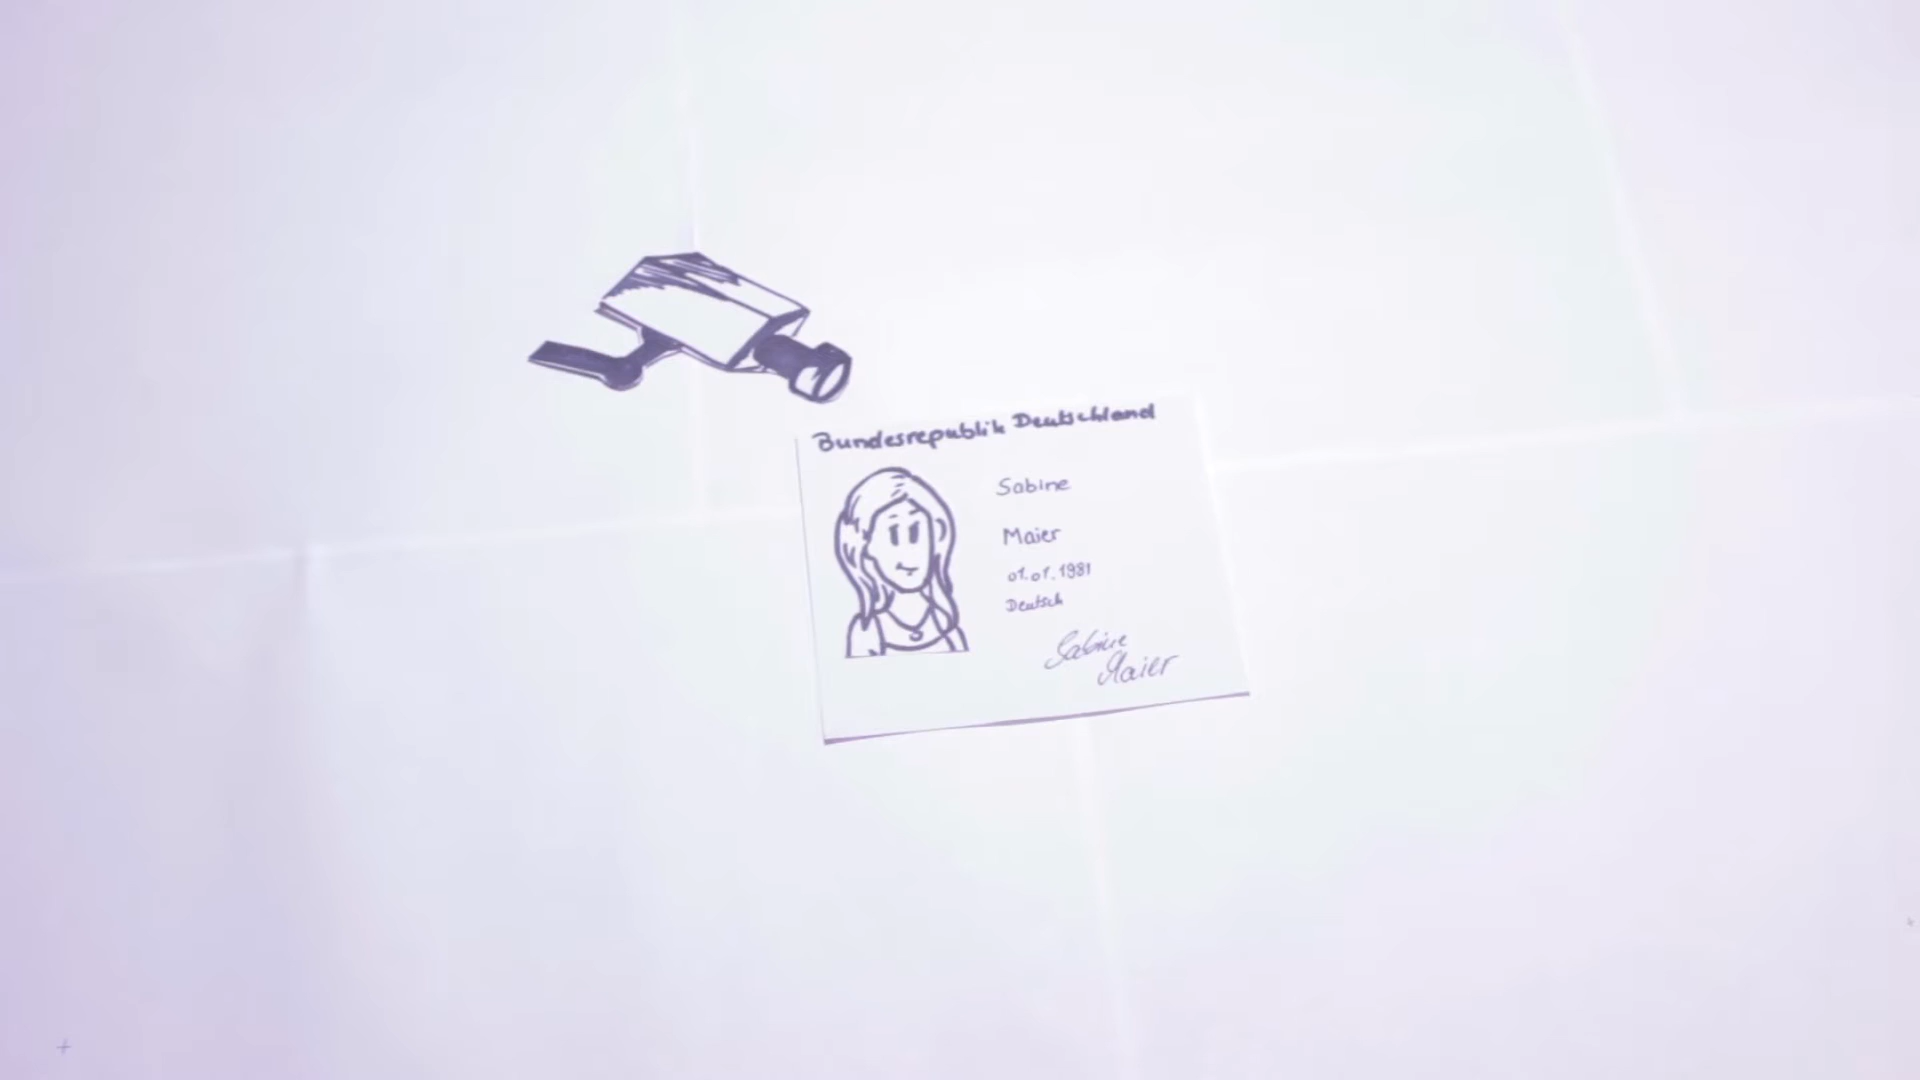 Bundesrepublik Deutschland
Sabine
Maier
01.01.1981
Deutsch
Sabine
Maier